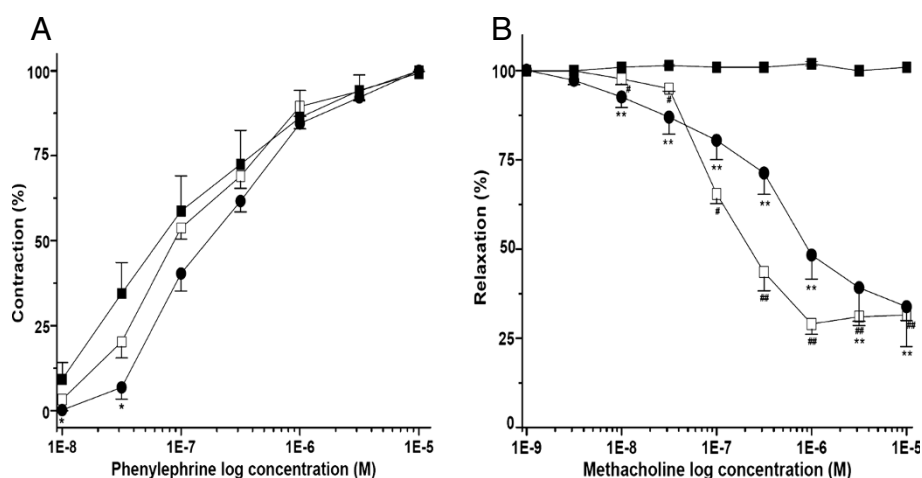 A
B
Contraction (%)
100
75
50
25
0
* *
1E-8 1E-7 1E-6 1E-5
Phenylephrine log concentration (M)
Relaxation (%)
100
75
50
25
0
# #
** ** ** **
# ## ** ## ## ** ## **
1E-9 1E-8 1E-7 1E-6 1E-5
Methacholine log concentration (M)